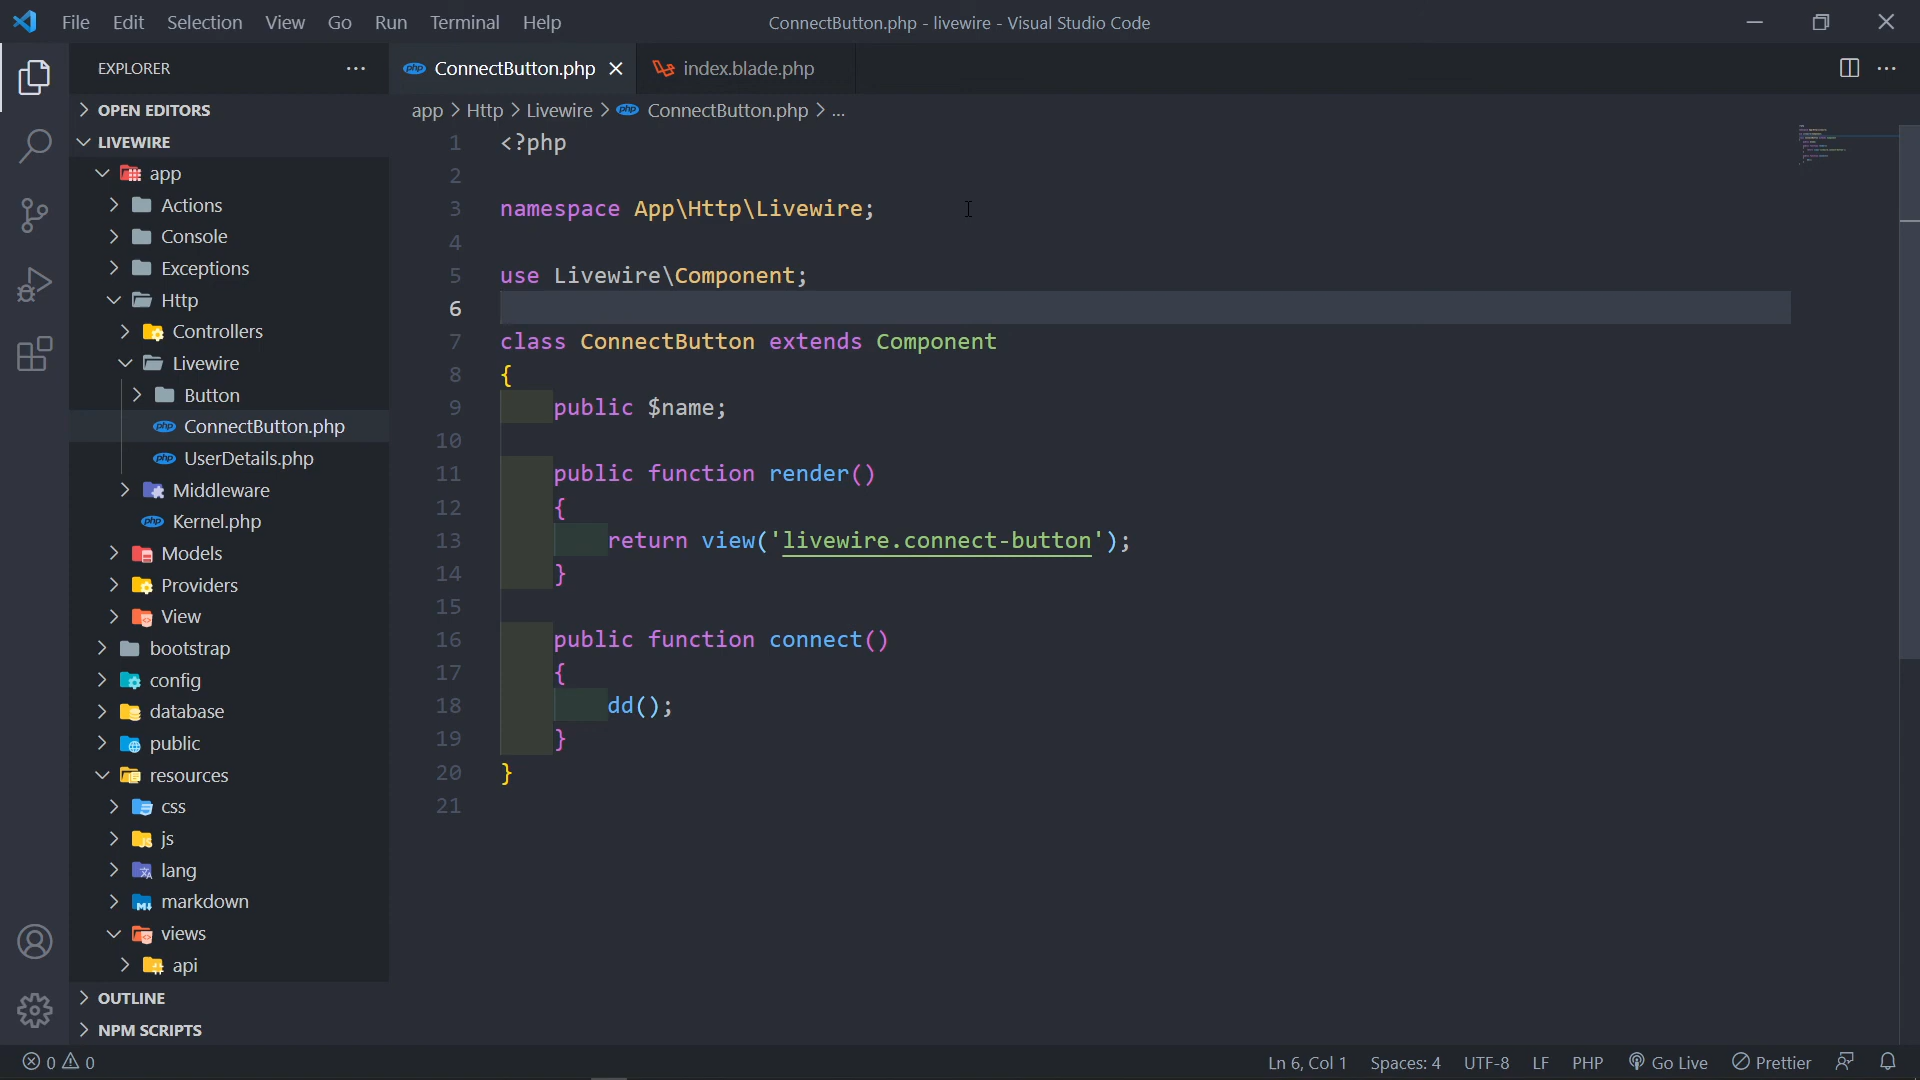 File Edit Selection View Go Run Terminal Help
ConnectButton.php - livewire - Visual Studio Code
EXPLORER
ConnectButton.php
index.blade.php
OPEN EDITORS
app > Http > Livewire > ConnectButton.php > ...
LIVEWIRE
app
Actions
Console
Exceptions
Http
Controllers
Livewire
Button
ConnectButton.php
UserDetails.php
Middleware
Kernel.php
Models
Providers
View
bootstrap
config
database
public
resources
css
js
lang
markdown
views
api
OUTLINE
NPM SCRIPTS
1 <?php
2
3 namespace App\Http\Livewire;
4
5 use Livewire\Component;
6
7 class ConnectButton extends Component
8 {
9 public $name;
10
11 public function render()
12 {
13 return view('livewire.connect-button');
14 }
15
16 public function connect()
17 {
18 dd();
19 }
20 }
21
0 0
Ln 6, Col 1 Spaces: 4 UTF-8 LF PHP Go Live Prettier